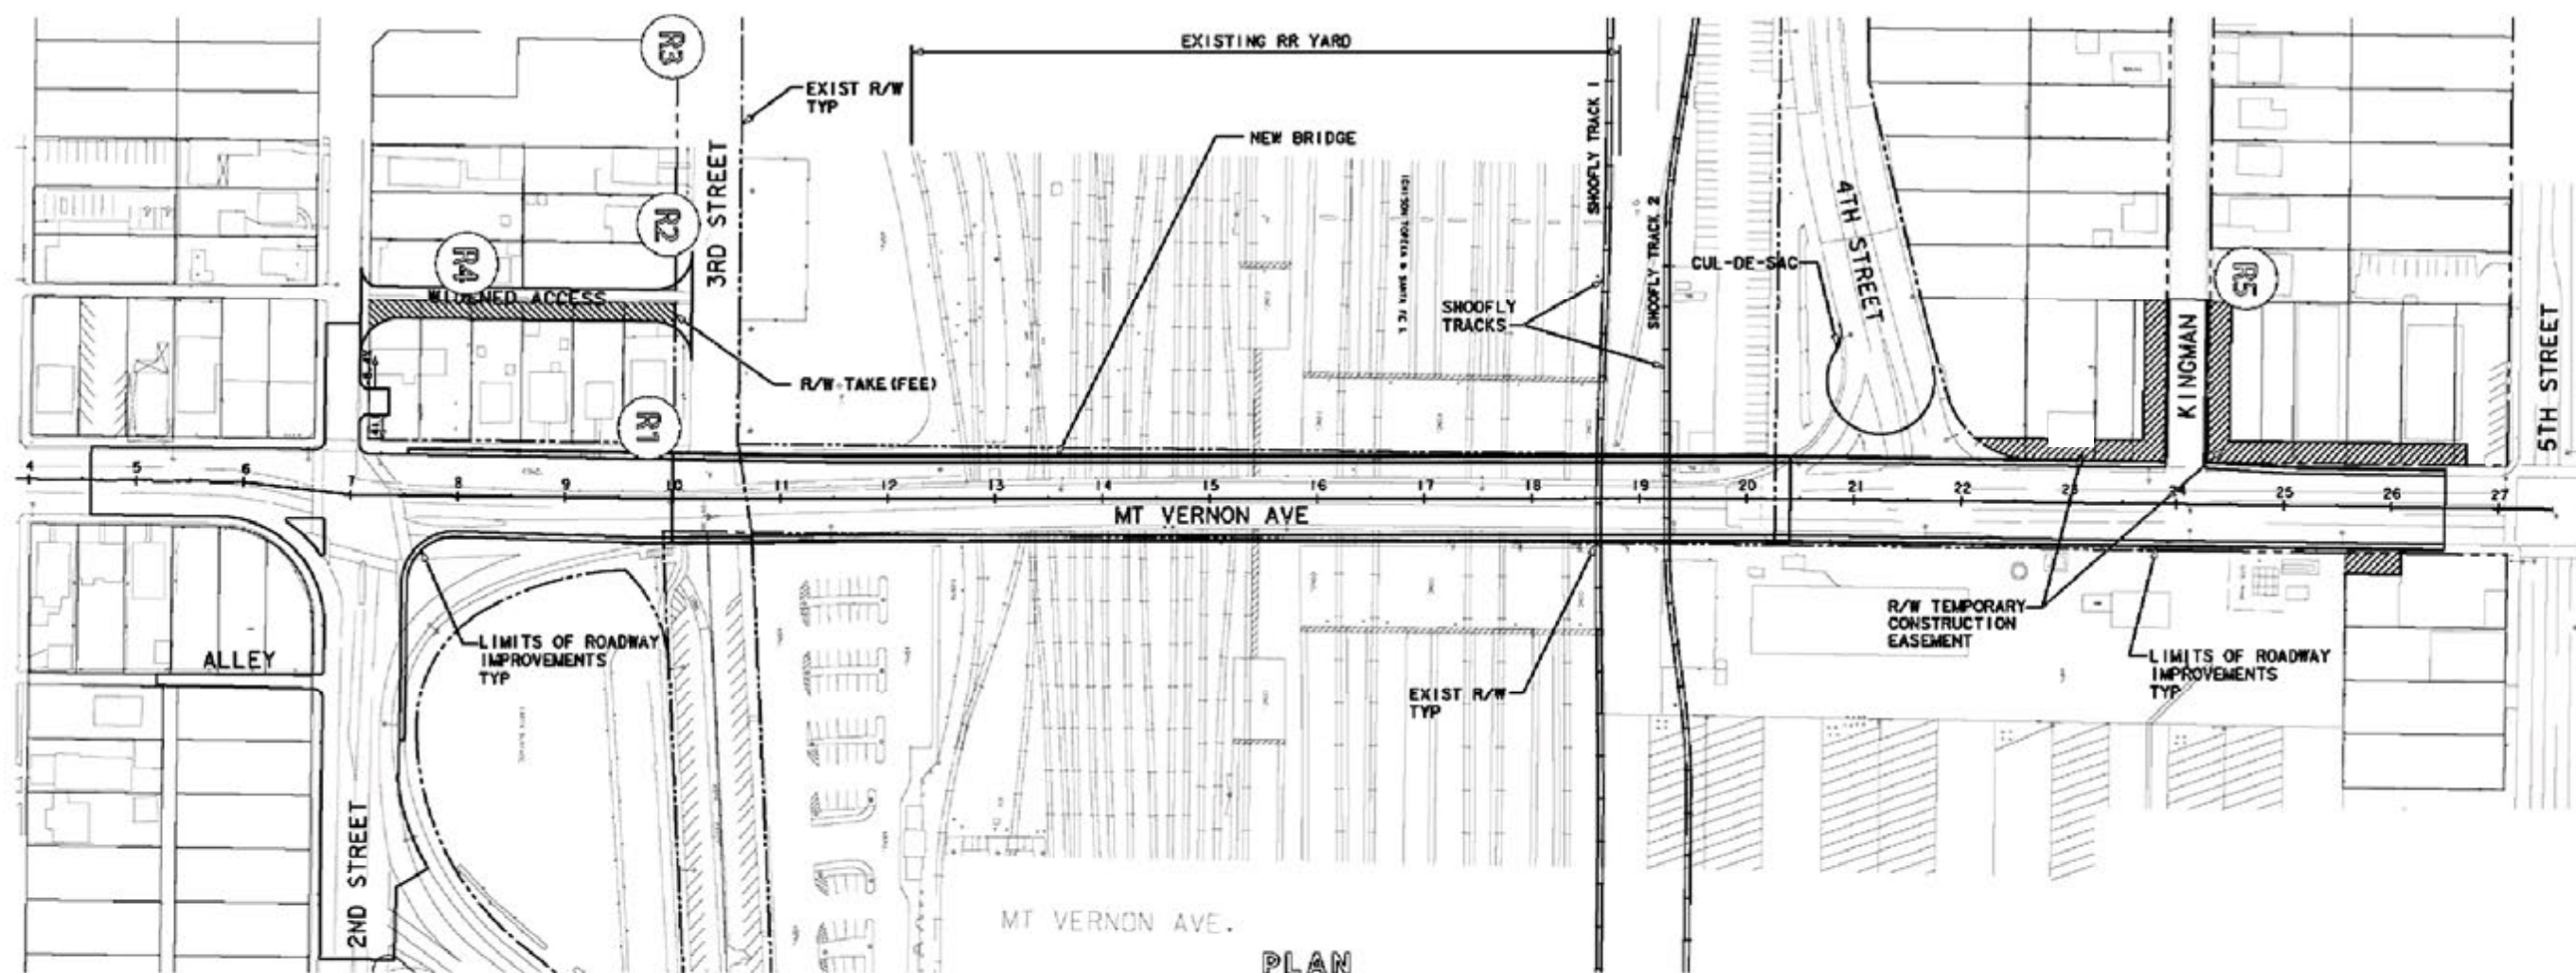 R3
EXISTING RR YARD
EXIST R/W
TYP
NEW BRIDGE
SHOOFLY TRACK 1
3RD STREET
R2
SHOOFLY TRACK 2
4TH STREET
CUL-DE-SAC
R4
WIDENED ACCESS
R5
SHOOFLY
TRACKS
KINGMAN
5TH STREET
R/W TAKE (FEE)
R1
4 5 6 7 8 9 10 11 12 13 14 15 16 17 18 19 20 21 22 23 24 25 26 27
MT VERNON AVE
LIMITS OF ROADWAY
IMPROVEMENTS
TYP
ALLEY
R/W TEMPORARY
CONSTRUCTION
EASEMENT
LIMITS OF ROADWAY
IMPROVEMENTS
TYP
EXIST R/W
TYP
2ND STREET
MT VERNON AVE.
PLAN